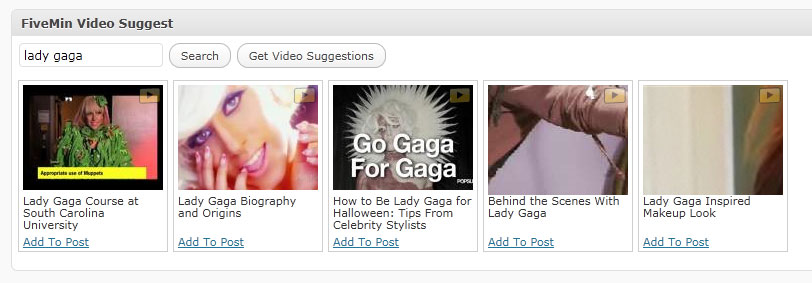 FiveMin Video Suggest
lady gaga
Search
Get Video Suggestions
Appropriate use of Muppets
Go Gaga
For Gaga
Lady Gaga Course at
South Carolina
University
Add To Post
Lady Gaga Biography
and Origins
Add To Post
How to Be Lady Gaga for
Halloween: Tips From
Celebrity Stylists
Add To Post
Behind the Scenes With
Lady Gaga
Add To Post
Lady Gaga Inspired
Makeup Look
Add To Post